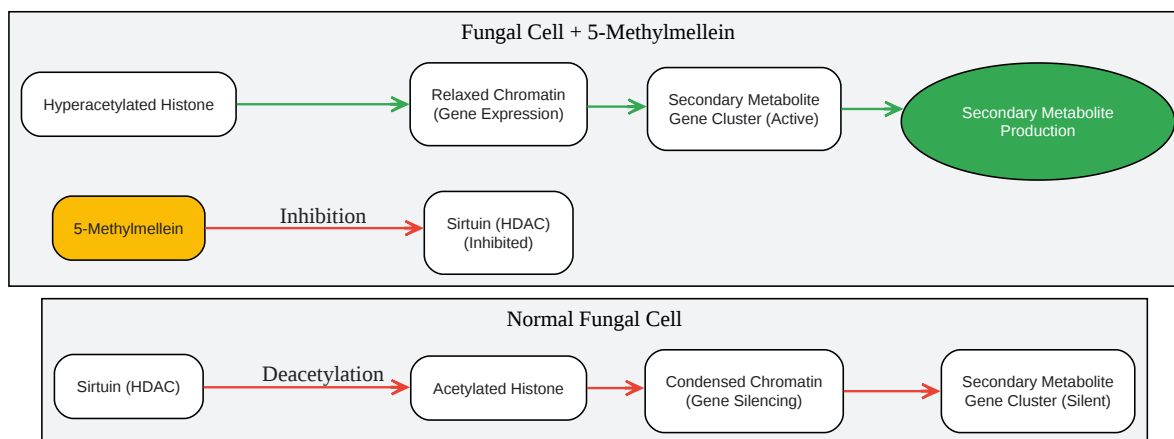 Fungal Cell + 5-Methylmellein
Hyperacetylated Histone
Relaxed Chromatin
(Gene Expression)
Secondary Metabolite
Gene Cluster (Active)
Secondary Metabolite
Production
5-Methylmellein
Inhibition
Sirtuin (HDAC)
(Inhibited)
Normal Fungal Cell
Sirtuin (HDAC)
Deacetylation
Acetylated Histone
Condensed Chromatin
(Gene Silencing)
Secondary Metabolite
Gene Cluster (Silent)